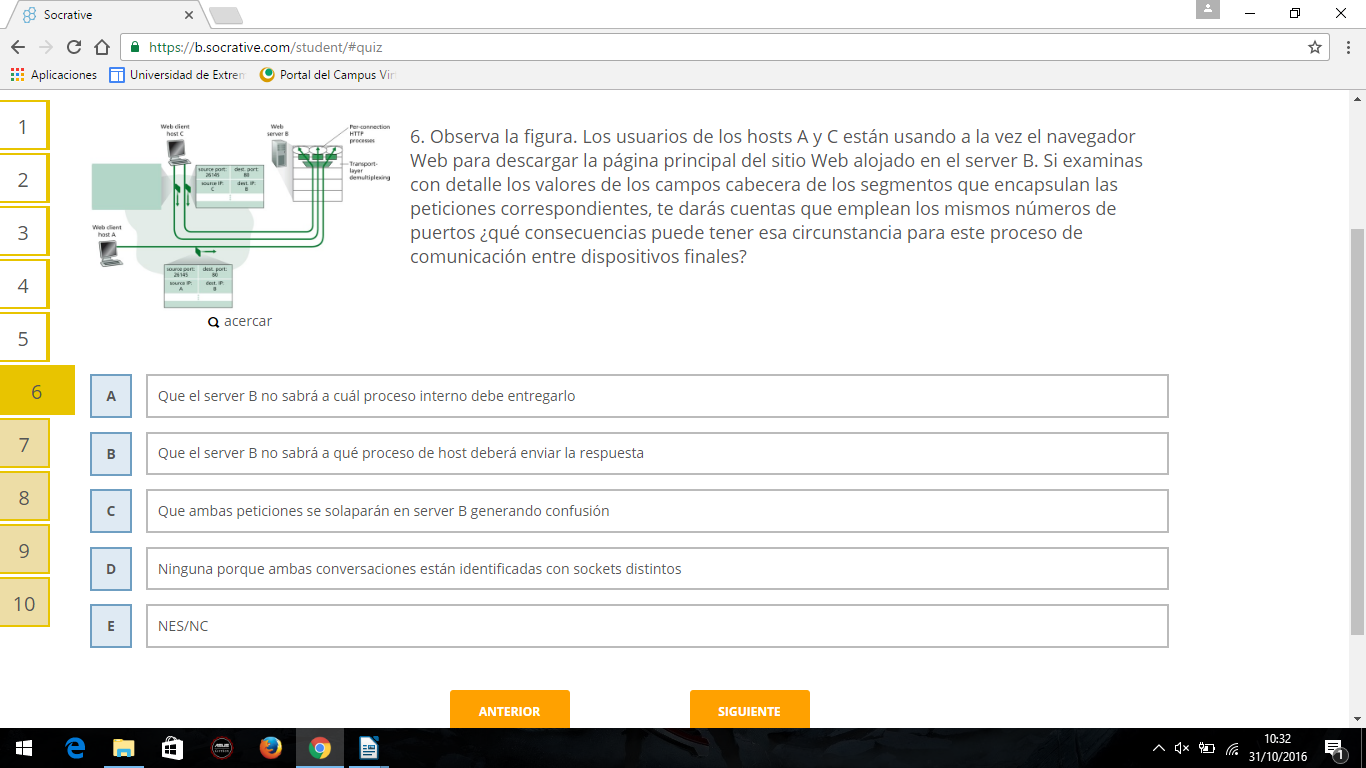 Socrative
https://b.socrative.com/student/#quiz
Aplicaciones
Universidad de Extrem
Portal del Campus Vir
1
2
3
4
5
6
7
8
9
10
Web client
host C
Web
server B
Per-connection
HTTP
processes
Transport-
layer
demultiplexing
source port:
26145
dest. port:
80
source IP:
C
dest. IP:
B
Web client
host A
source port:
26145
dest. port:
80
source IP:
A
dest. IP:
B
acercar
6. Observa la figura. Los usuarios de los hosts A y C están usando a la vez el navegador
Web para descargar la página principal del sitio Web alojado en el server B. Si examinas
con detalle los valores de los campos cabecera de los segmentos que encapsulan las
peticiones correspondientes, te darás cuentas que emplean los mismos números de
puertos ¿qué consecuencias puede tener esa circunstancia para este proceso de
comunicación entre dispositivos finales?
A
Que el server B no sabrá a cuál proceso interno debe entregarlo
B
Que el server B no sabrá a qué proceso de host deberá enviar la respuesta
C
Que ambas peticiones se solaparán en server B generando confusión
D
Ninguna porque ambas conversaciones están identificadas con sockets distintos
E
NES/NC
ANTERIOR
SIGUIENTE
10:32
31/10/2016
1